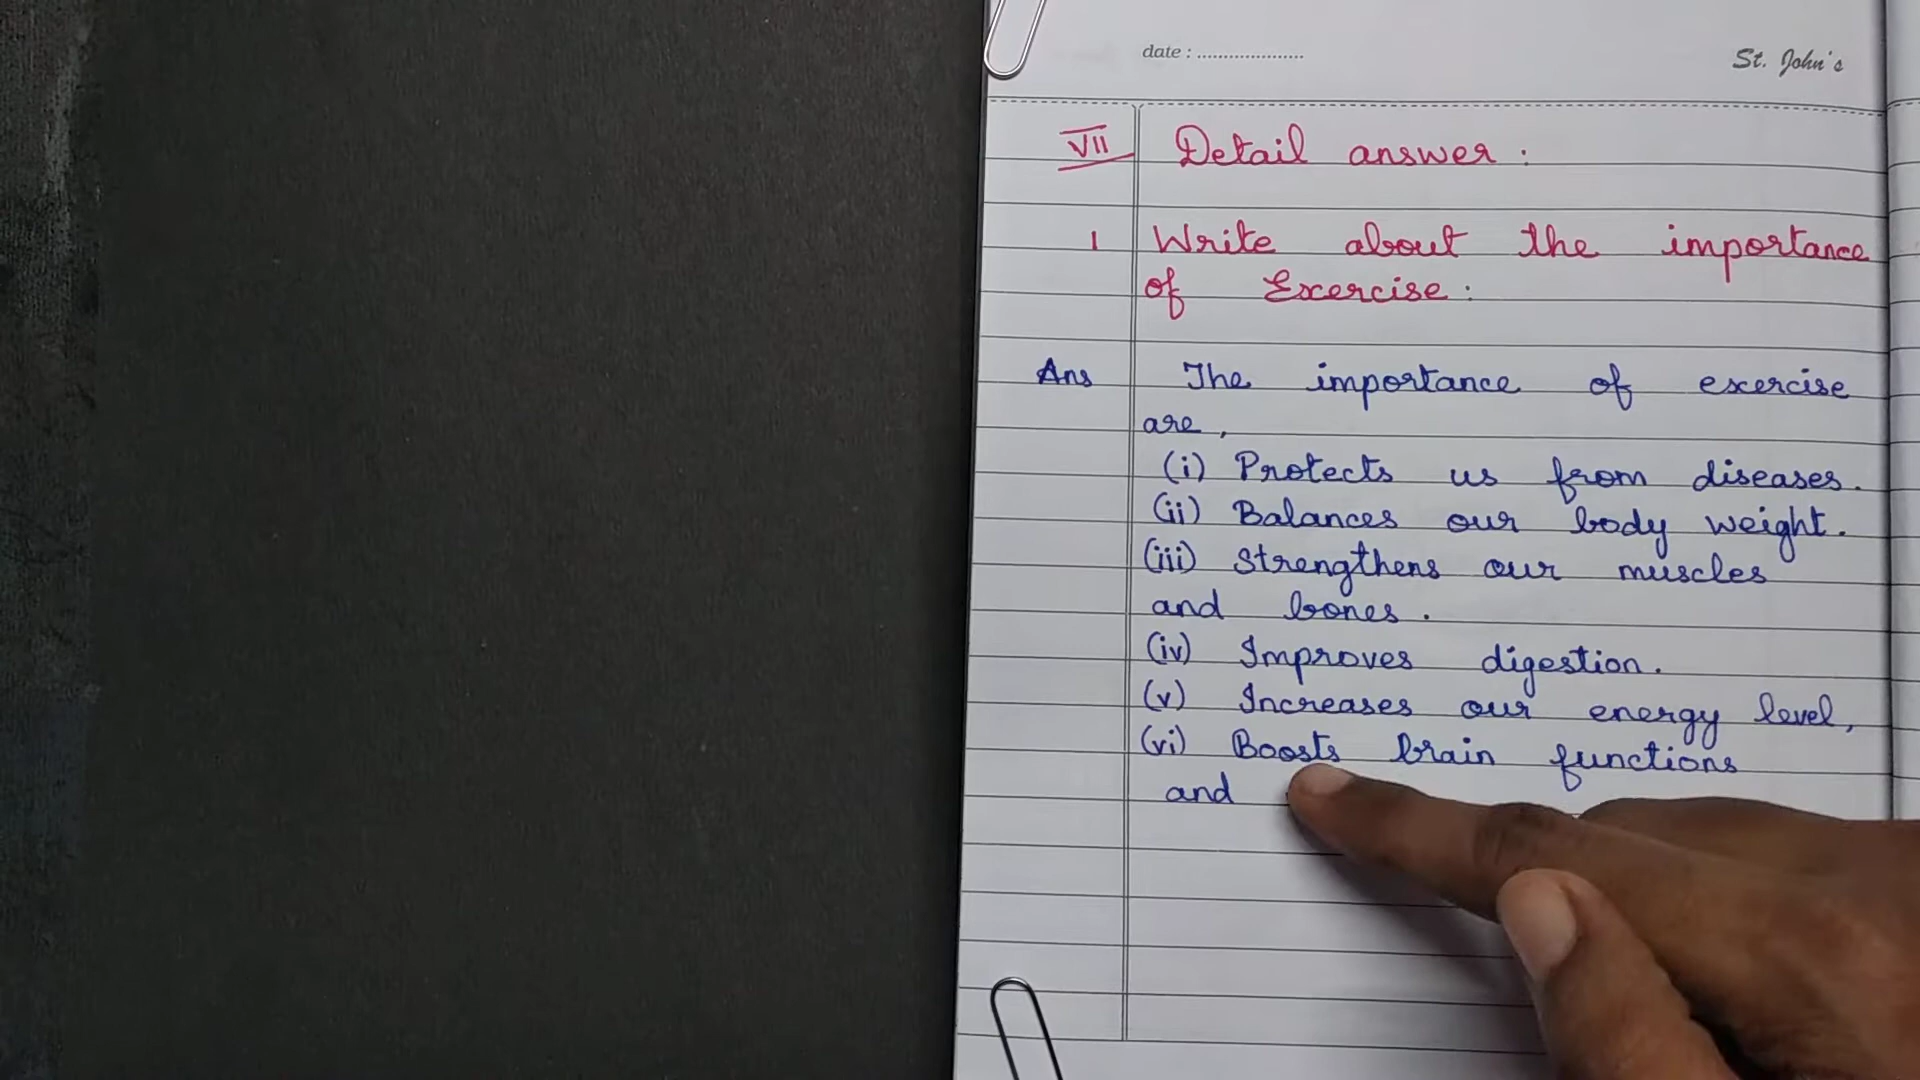 date : ....................
St. John's
VII Detail answer :
1 Write about the importance
of Exercise :
Ans The importance of exercise
are,
(i) Protects us from diseases.
(ii) Balances our body weight.
(iii) Strengthens our muscles
and bones.
(iv) Improves digestion.
(v) Increases our energy level,
(vi) Boosts brain functions
and